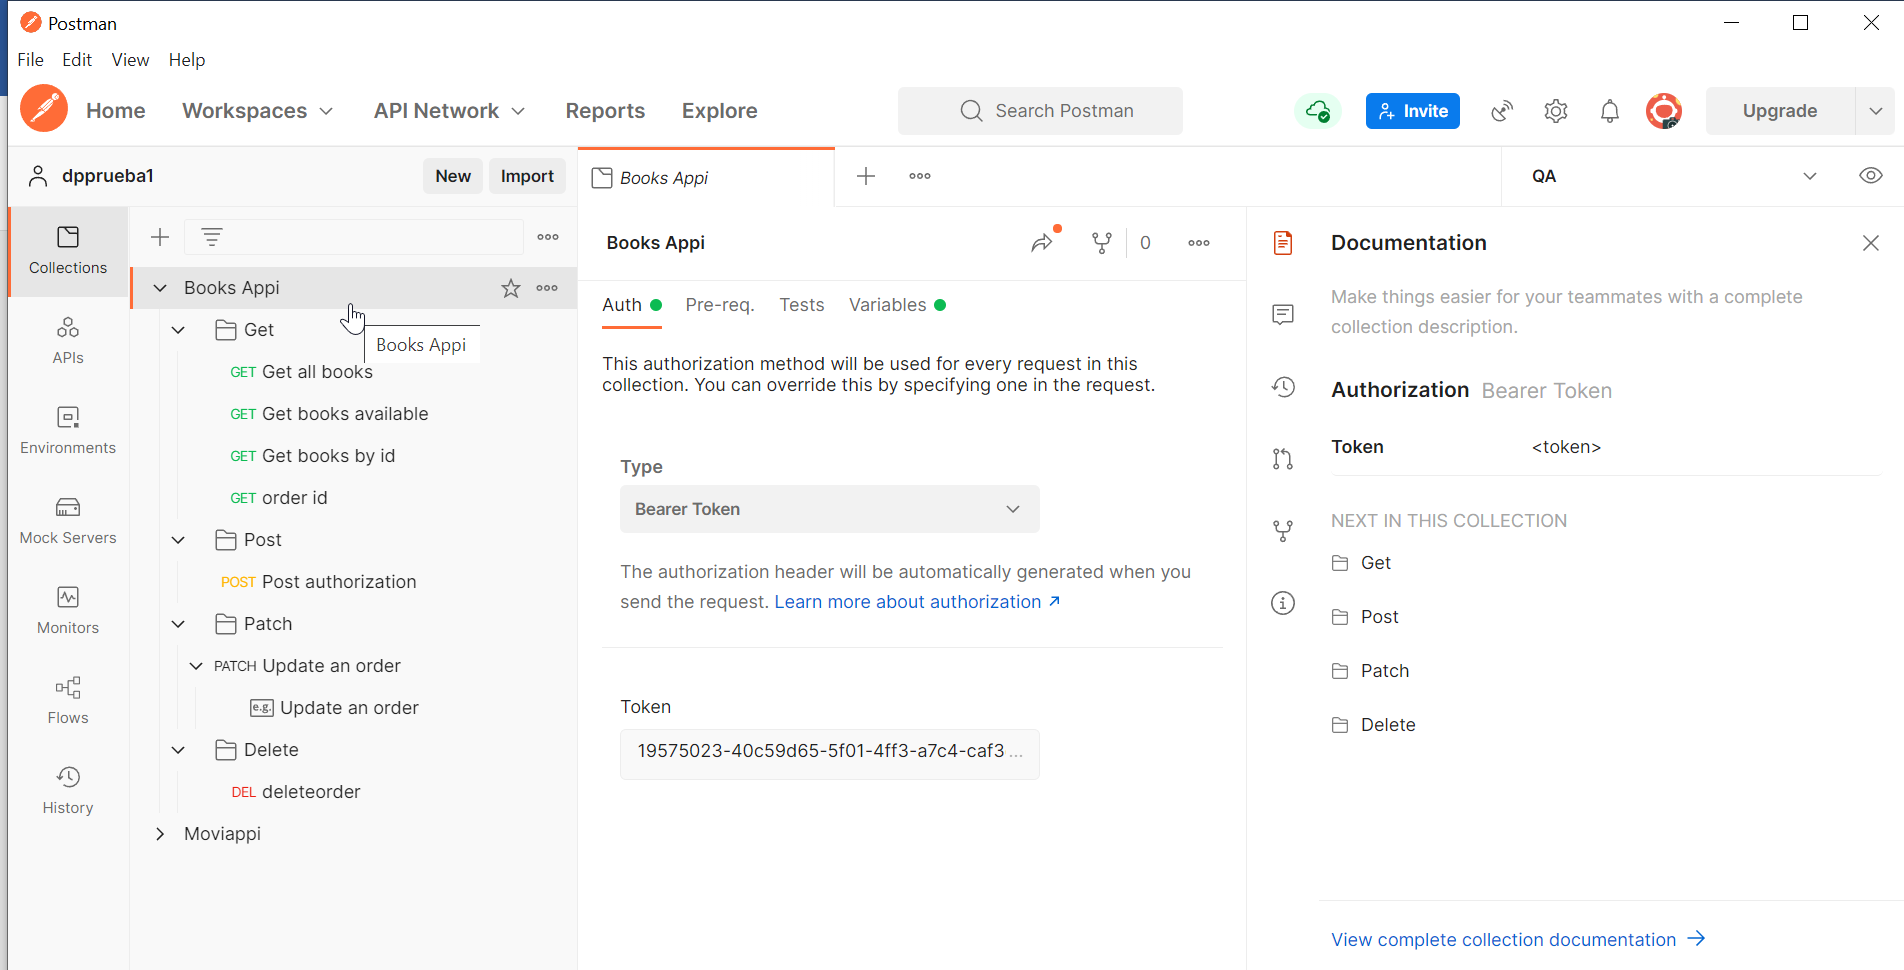 Postman
File Edit View Help
Home Workspaces API Network Reports Explore Search Postman Invite Upgrade
dpprueba1 New Import
Books Appi
QA
Collections
APIs
Environments
Mock Servers
Monitors
Flows
History
Books Appi
Get
Books Appi
GET Get all books
GET Get books available
GET Get books by id
GET order id
Post
POST Post authorization
Patch
PATCH Update an order
e.g. Update an order
Delete
DEL deleteorder
Moviappi
Books Appi 0
Auth Pre-req. Tests Variables
This authorization method will be used for every request in this
collection. You can override this by specifying one in the request.
Type
Bearer Token
The authorization header will be automatically generated when you
send the request. Learn more about authorization ↗
Token
19575023-40c59d65-5f01-4ff3-a7c4-caf3 ...
Documentation
Make things easier for your teammates with a complete
collection description.
Authorization Bearer Token
Token <token>
NEXT IN THIS COLLECTION
Get
Post
Patch
Delete
View complete collection documentation →